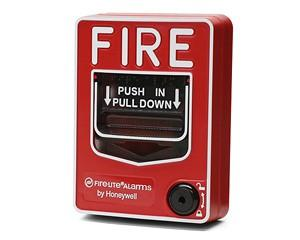 FIRE
PUSH IN
PULL DOWN
FIRE•LITE®ALARMS
by Honeywell